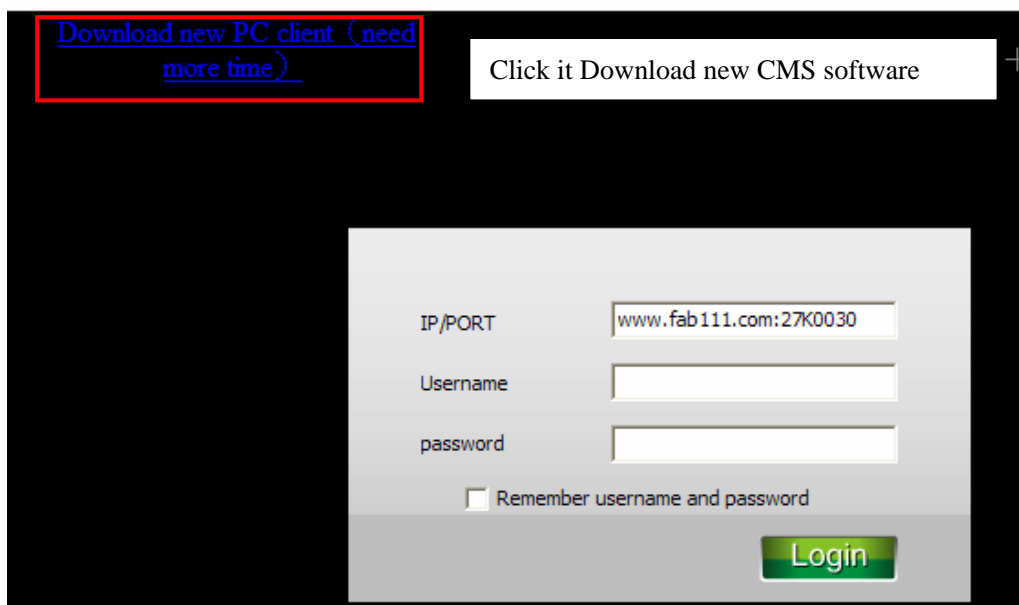 Download new PC client（need
more time）
Click it Download new CMS software
IP/PORT
www.fab111.com:27K0030
Username
password
Remember username and password
Login